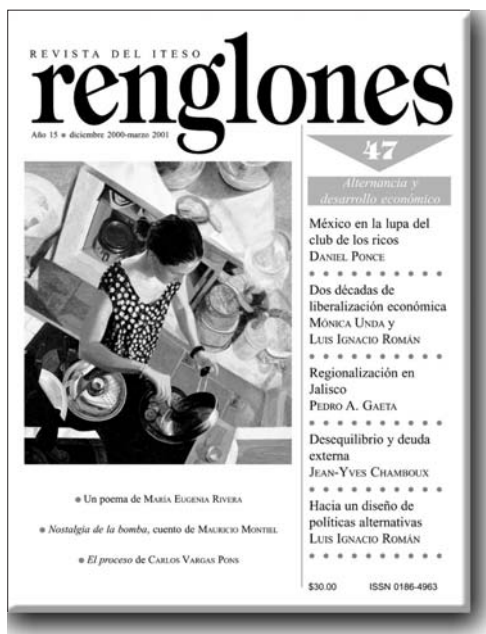 REVISTA DEL ITESO
renglones
Año 15 • diciembre 2000-marzo 2001
47
Alternancia y
desarrollo económico
México en la lupa del
club de los ricos
DANIEL PONCE
Dos décadas de
liberalización económica
MÓNICA UNDA Y
LUIS IGNACIO ROMÁN
Regionalización en
Jalisco
PEDRO A. GAETA
Desequilibrio y deuda
externa
JEAN-YVES CHAMBOUX
Hacia un diseño de
políticas alternativas
LUIS IGNACIO ROMÁN
• Un poema de MARÍA EUGENIA RIVERA
• Nostalgia de la bomba, cuento de MAURICIO MONTIEL
• El proceso de CARLOS VARGAS PONS
$30.00 ISSN 0186-4963